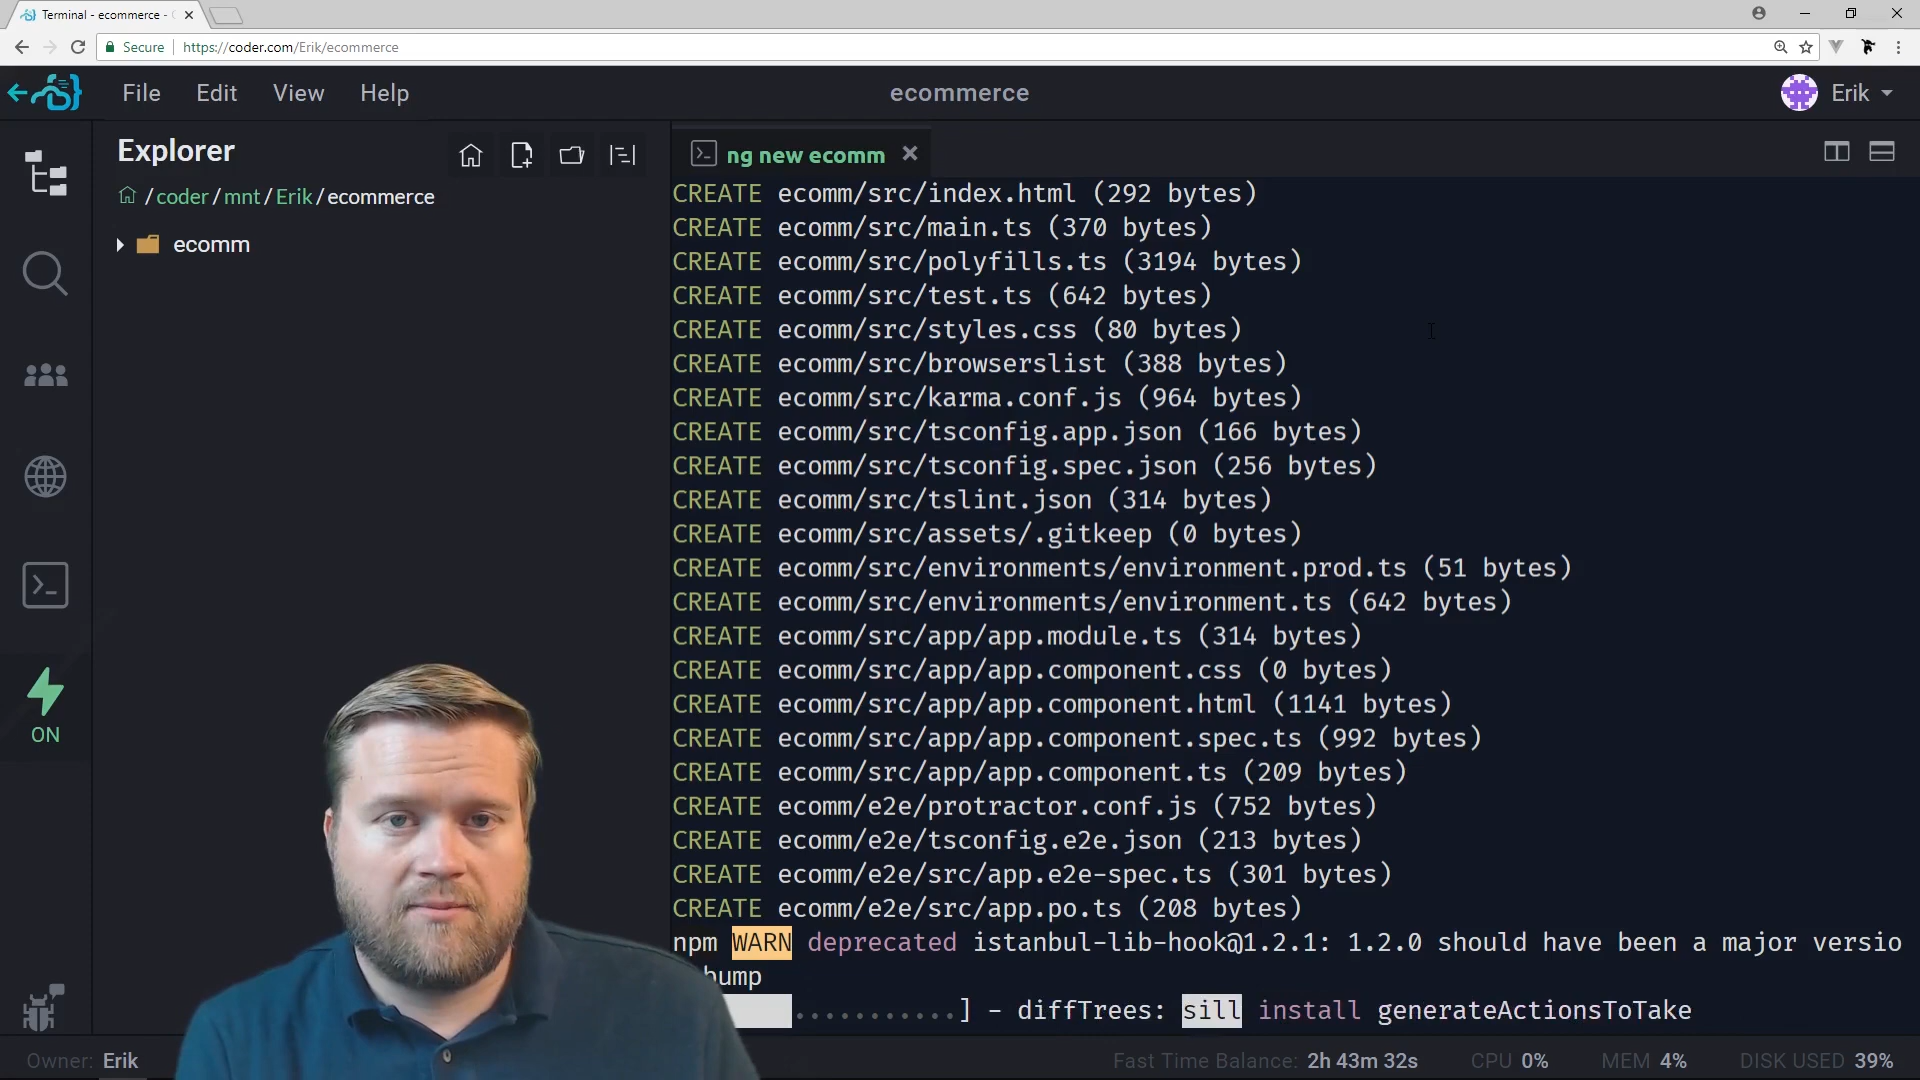 Terminal - ecommerce -
Secure https://coder.com/Erik/ecommerce
File Edit View Help
ecommerce
Erik
Explorer
/ coder / mnt / Erik / ecommerce
ecomm
ON
ng new ecomm
CREATE ecomm/src/index.html (292 bytes)
CREATE ecomm/src/main.ts (370 bytes)
CREATE ecomm/src/polyfills.ts (3194 bytes)
CREATE ecomm/src/test.ts (642 bytes)
CREATE ecomm/src/styles.css (80 bytes)
CREATE ecomm/src/browserslist (388 bytes)
CREATE ecomm/src/karma.conf.js (964 bytes)
CREATE ecomm/src/tsconfig.app.json (166 bytes)
CREATE ecomm/src/tsconfig.spec.json (256 bytes)
CREATE ecomm/src/tslint.json (314 bytes)
CREATE ecomm/src/assets/.gitkeep (0 bytes)
CREATE ecomm/src/environments/environment.prod.ts (51 bytes)
CREATE ecomm/src/environments/environment.ts (642 bytes)
CREATE ecomm/src/app/app.module.ts (314 bytes)
CREATE ecomm/src/app/app.component.css (0 bytes)
CREATE ecomm/src/app/app.component.html (1141 bytes)
CREATE ecomm/src/app/app.component.spec.ts (992 bytes)
CREATE ecomm/src/app/app.component.ts (209 bytes)
CREATE ecomm/e2e/protractor.conf.js (752 bytes)
CREATE ecomm/e2e/tsconfig.e2e.json (213 bytes)
CREATE ecomm/e2e/src/app.e2e-spec.ts (301 bytes)
CREATE ecomm/e2e/src/app.po.ts (208 bytes)
npm WARN deprecated istanbul-lib-hook@1.2.1: 1.2.0 should have been a major versio
bump
...........] - diffTrees: sill install generateActionsToTake
Owner: Erik
Fast Time Balance: 2h 43m 32s CPU 0% MEM 4% DISK USED 39%